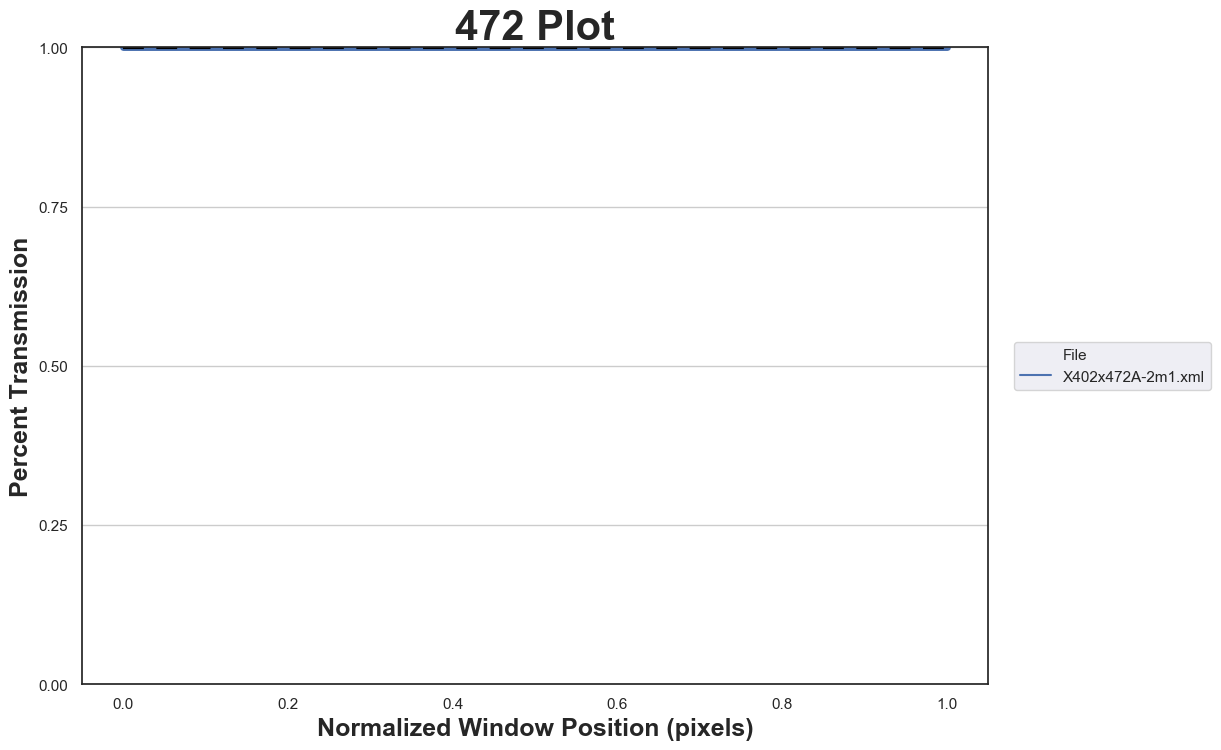 472 Plot
1.00
0.75
0.50
0.25
0.00
Percent Transmission
0.0 0.2 0.4 0.6 0.8 1.0
Normalized Window Position (pixels)
File
X402x472A-2m1.xml